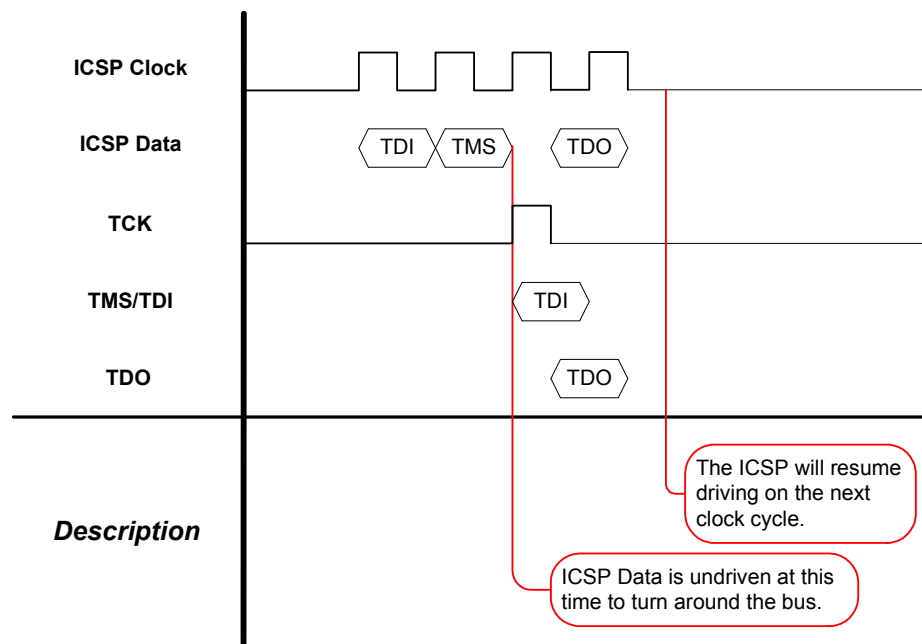 ICSP Clock
ICSP Data
TDI
TMS
TDO
TCK
TMS/TDI
TDI
TDO
TDO
Description
The ICSP will resume
driving on the next
clock cycle.
ICSP Data is undriven at this
time to turn around the bus.